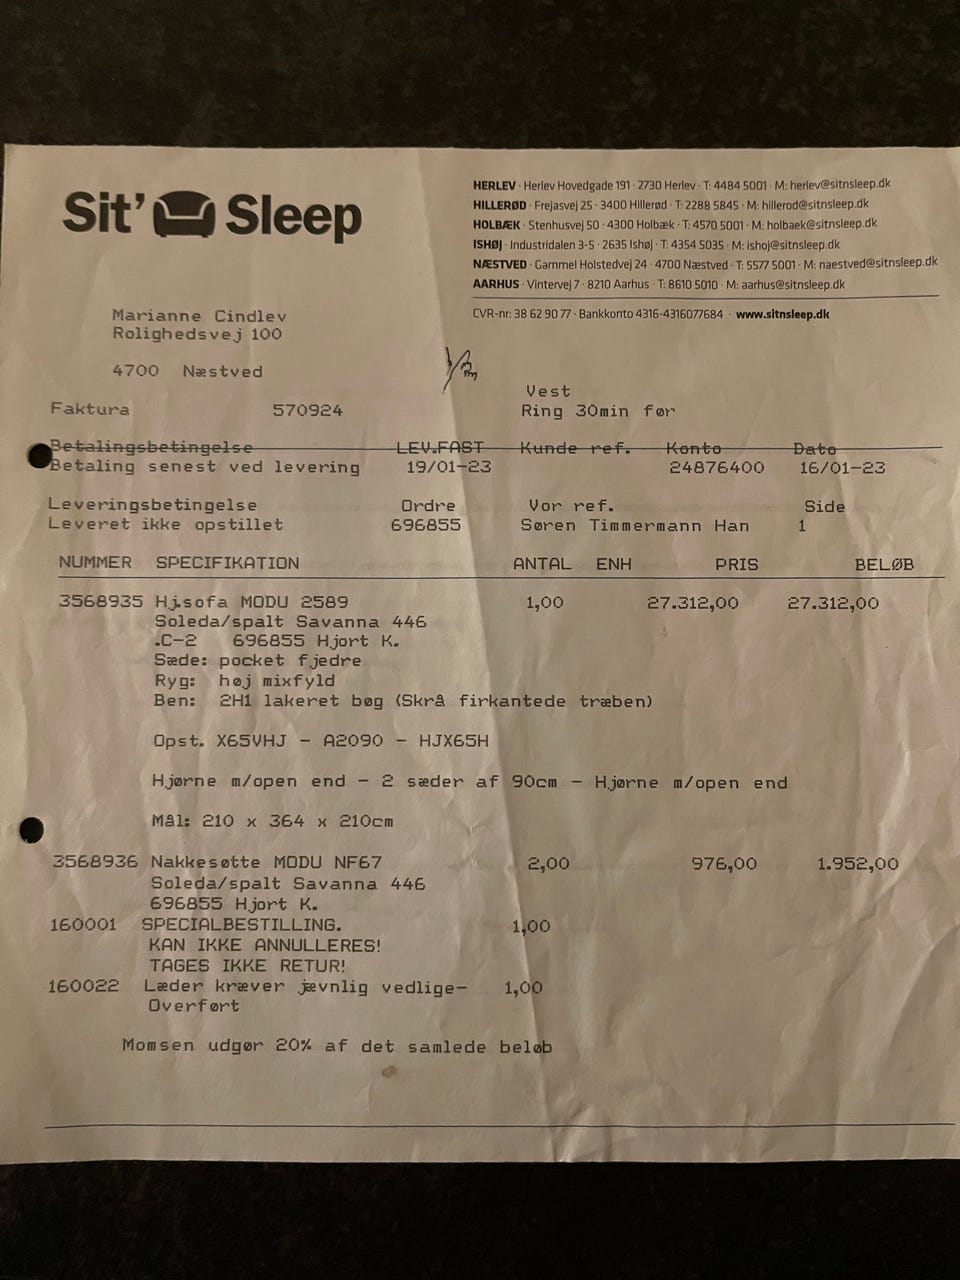 Sit' Sleep
HERLEV · Herlev Hovedgade 191 · 2730 Herlev · T: 4484 5001 · M: herlev@sitnsleep.dk
HILLERØD · Frejasvej 25 · 3400 Hillerød · T: 2288 5845 · M: hillerod@sitnsleep.dk
HOLBÆK · Stenhusvej 50 · 4300 Holbæk · T: 4570 5001 · M: holbaek@sitnsleep.dk
ISHØJ · Industridalen 3-5 · 2635 Ishøj · T: 4354 5035 · M: ishoj@sitnsleep.dk
NÆSTVED · Gammel Holstedvej 24 · 4700 Næstved · T: 5577 5001 · M: naestved@sitnsleep.dk
AARHUS · Vintervej 7 · 8210 Aarhus · T: 8610 5010 · M: aarhus@sitnsleep.dk
CVR-nr: 38 62 90 77 · Bankkonto 4316-4316077684 · www.sitnsleep.dk
Marianne Cindlev
Rolighedsvej 100
4700 Næstved
Vest
Faktura 570924 Ring 30min før
Betalingsbetingelse LEV.FAST Kunde ref. Konto Dato
Betaling senest ved levering 19/01-23 24876400 16/01-23
Leveringsbetingelse Ordre Vor ref. Side
Leveret ikke opstillet 696855 Søren Timmermann Han 1
NUMMER SPECIFIKATION ANTAL ENH PRIS BELØB
3568935 Hj.sofa MODU 2589 1,00 27.312,00 27.312,00
Soleda/spalt Savanna 446
.C-2 696855 Hjort K.
Sæde: pocket fjedre
Ryg: høj mixfyld
Ben: 2H1 lakeret bøg (Skrå firkantede træben)
Opst. X65VHJ - A2090 - HJX65H
Hjørne m/open end - 2 sæder af 90cm - Hjørne m/open end
Mål: 210 x 364 x 210cm
3568936 Nakkesøtte MODU NF67 2,00 976,00 1.952,00
Soleda/spalt Savanna 446
696855 Hjort K.
160001 SPECIALBESTILLING. 1,00
KAN IKKE ANNULLERES!
TAGES IKKE RETUR!
160022 Læder kræver jævnlig vedlige- 1,00
Overført
Momsen udgør 20% af det samlede beløb